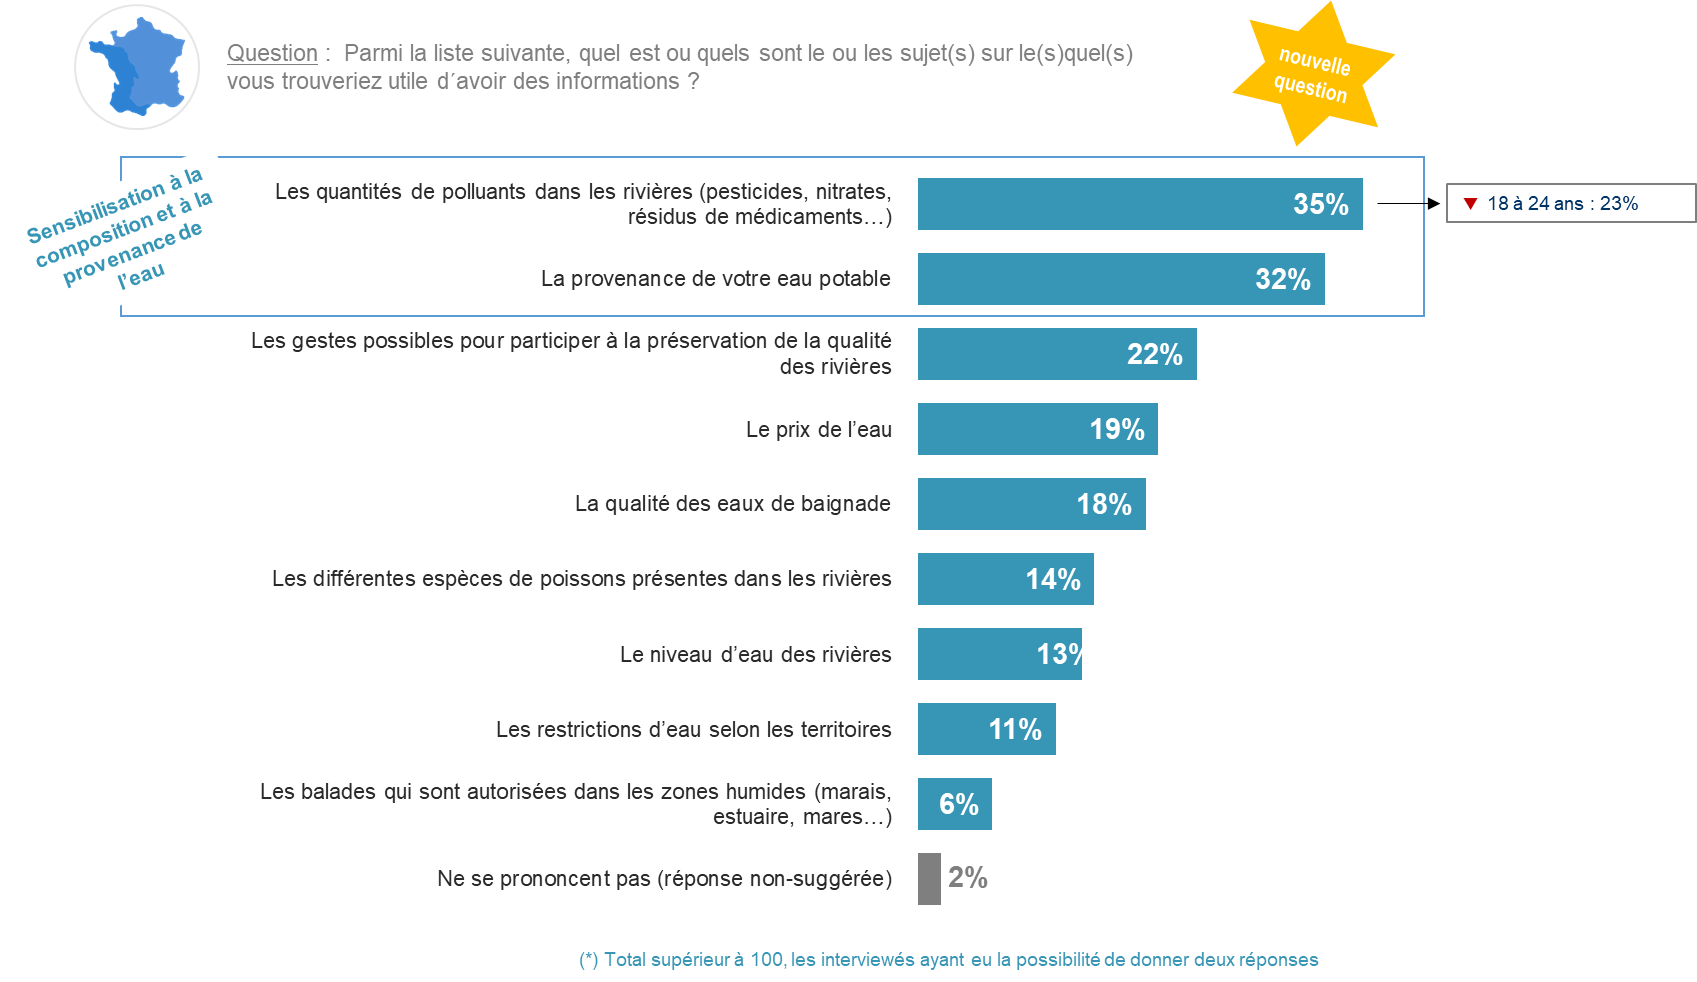 Question :  Parmi la liste suivante, quel est ou quels sont le ou les sujet(s) sur le(s)quel(s)
vous trouveriez utile d´avoir des informations ?
nouvelle
question
Sensibilisation à la
composition et à la
provenance de
l’eau
Les quantités de polluants dans les rivières (pesticides, nitrates,
résidus de médicaments…)
35%
18 à 24 ans : 23%
La provenance de votre eau potable
32%
Les gestes possibles pour participer à la préservation de la qualité
des rivières
22%
Le prix de l’eau
19%
La qualité des eaux de baignade
18%
Les différentes espèces de poissons présentes dans les rivières
14%
Le niveau d’eau des rivières
13%
Les restrictions d’eau selon les territoires
11%
Les balades qui sont autorisées dans les zones humides (marais,
estuaire, mares…)
6%
Ne se prononcent pas (réponse non-suggérée)
2%
(*) Total supérieur à 100, les interviewés ayant eu la possibilité de donner deux réponses